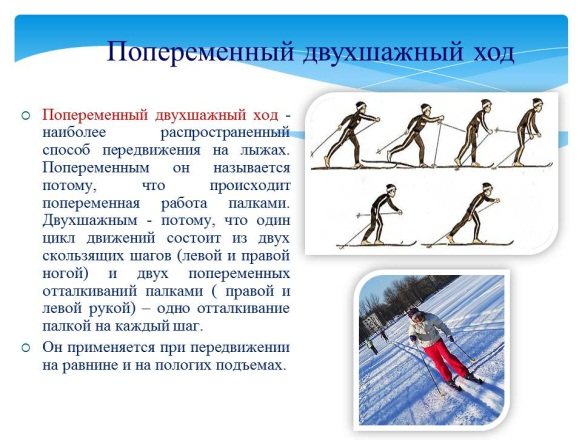 Попеременный двухшажный ход
Попеременный двухшажный ход -
наиболее распространенный
способ передвижения на лыжах.
Попеременным он называется
потому, что происходит
попеременная работа палками.
Двухшажным - потому, что один
цикл движений состоит из двух
скользящих шагов (левой и правой
ногой) и двух попеременных
отталкиваний палками ( правой и
левой рукой) – одно отталкивание
палкой на каждый шаг.
Он применяется при передвижении
на равнине и на пологих подъемах.